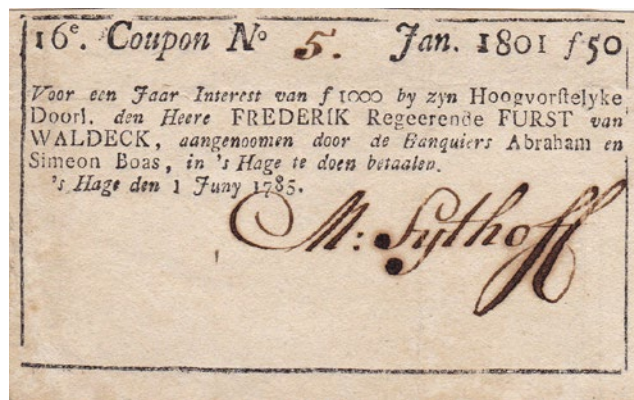 16e. Coupon No 5. Jan. 1801 f 50
Voor een Jaar Interest van f 1000 by zyn Hoogvorstelyke
Doorl. den Heere FREDERIK Regeerende FURST van
WALDECK, aangenoomen door de Banquiers Abraham en
Simeon Boas, in 's Hage te doen betaalen.
's Hage den 1 Juny 1785.
M: Sythoff